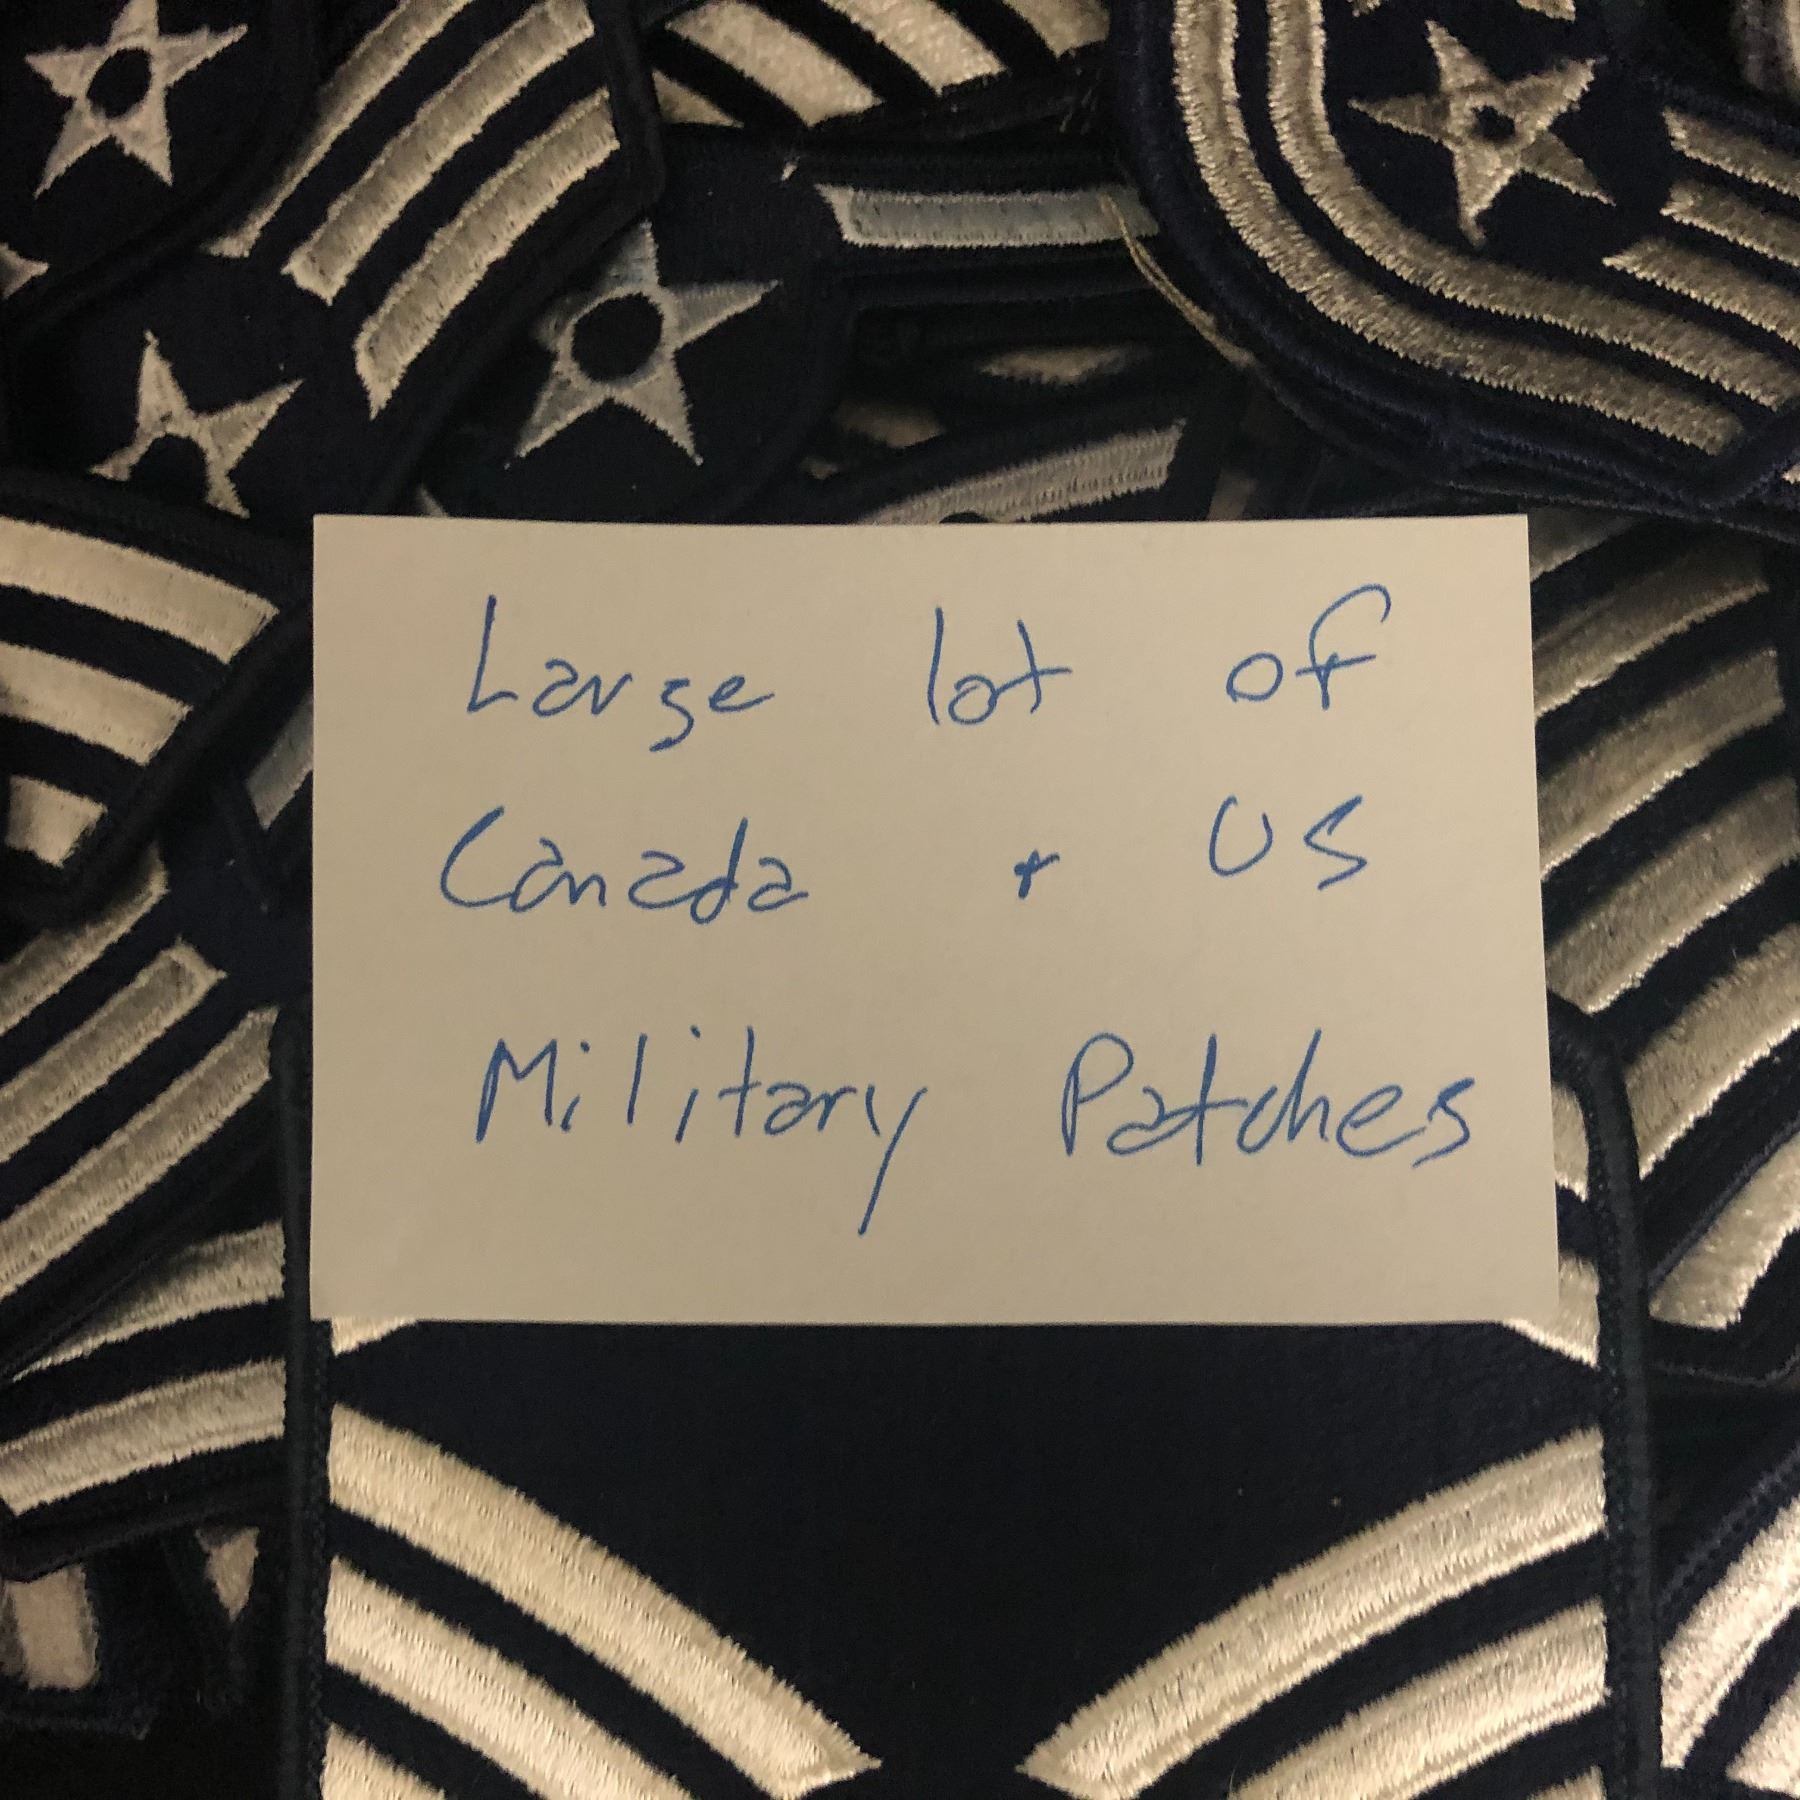 Large lot of
Canada + US
Military Patches